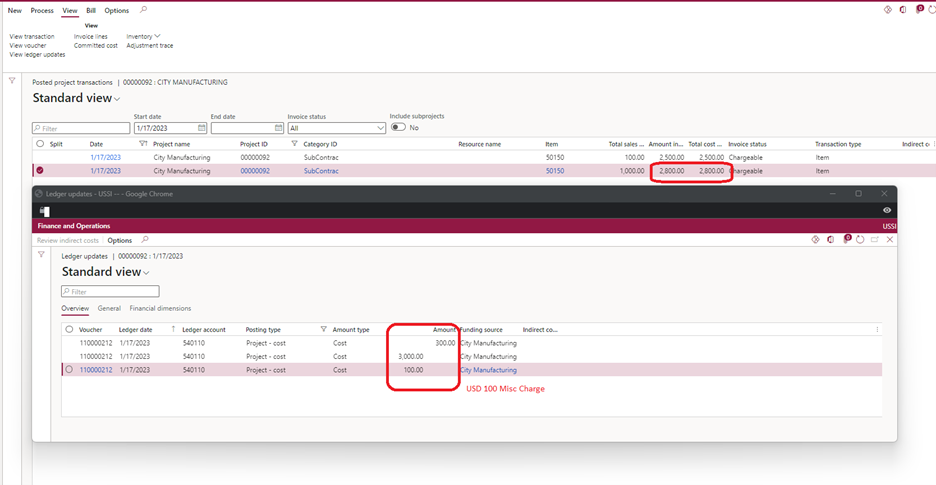 New Process View Bill Options
View
View transaction Invoice lines Inventory
View voucher Committed cost Adjustment trace
View ledger updates
Posted project transactions | 00000092 : CITY MANUFACTURING
Standard view
Start date End date Invoice status Include subprojects
Filter 1/17/2023 All No
Split Date Project name Project ID Category ID Resource name Item Total sales ... Amount in... Total cost ... Invoice status Transaction type Indirect c
1/17/2023 City Manufacturing 00000092 SubContrac 50150 100.00 2,500.00 2,500.00 Chargeable Item
1/17/2023 City Manufacturing 00000092 SubContrac 50150 1,000.00 2,800.00 2,800.00 Chargeable Item
Ledger updates - USSI -- - Google Chrome
Finance and Operations USSI
Review indirect costs Options
Ledger updates | 00000092 : 1/17/2023
Standard view
Filter
Overview General Financial dimensions
Voucher Ledger date Ledger account Posting type Amount type Amount Funding source Indirect co...
110000212 1/17/2023 540110 Project - cost Cost 300.00 City Manufacturing
110000212 1/17/2023 540110 Project - cost Cost 3,000.00 City Manufacturing
110000212 1/17/2023 540110 Project - cost Cost 100.00 City Manufacturing
USD 100 Misc Charge